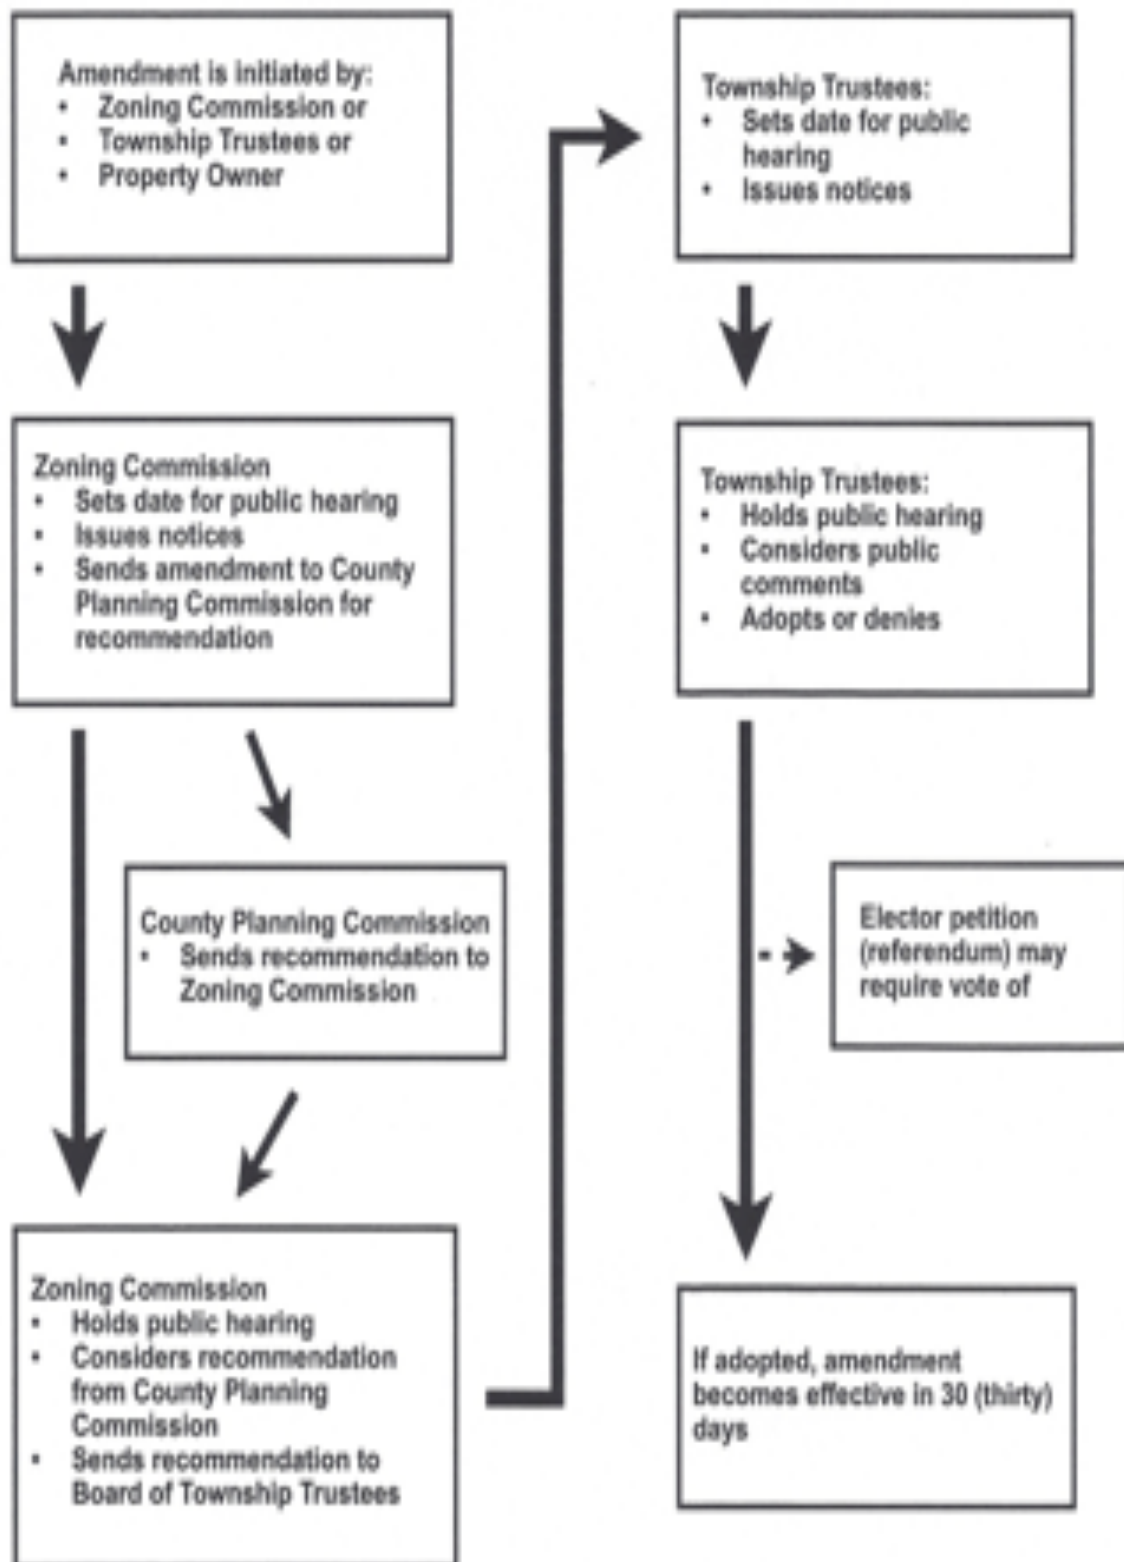 Amendment is initiated by:
• Zoning Commission or
• Township Trustees or
• Property Owner
Zoning Commission
• Sets date for public hearing
• Issues notices
• Sends amendment to County
Planning Commission for
recommendation
County Planning Commission
• Sends recommendation to
Zoning Commission
Zoning Commission
• Holds public hearing
• Considers recommendation
from County Planning
Commission
• Sends recommendation to
Board of Township Trustees
Township Trustees:
• Sets date for public
hearing
• Issues notices
Township Trustees:
• Holds public hearing
• Considers public
comments
• Adopts or denies
Elector petition
(referendum) may
require vote of
If adopted, amendment
becomes effective in 30 (thirty)
days